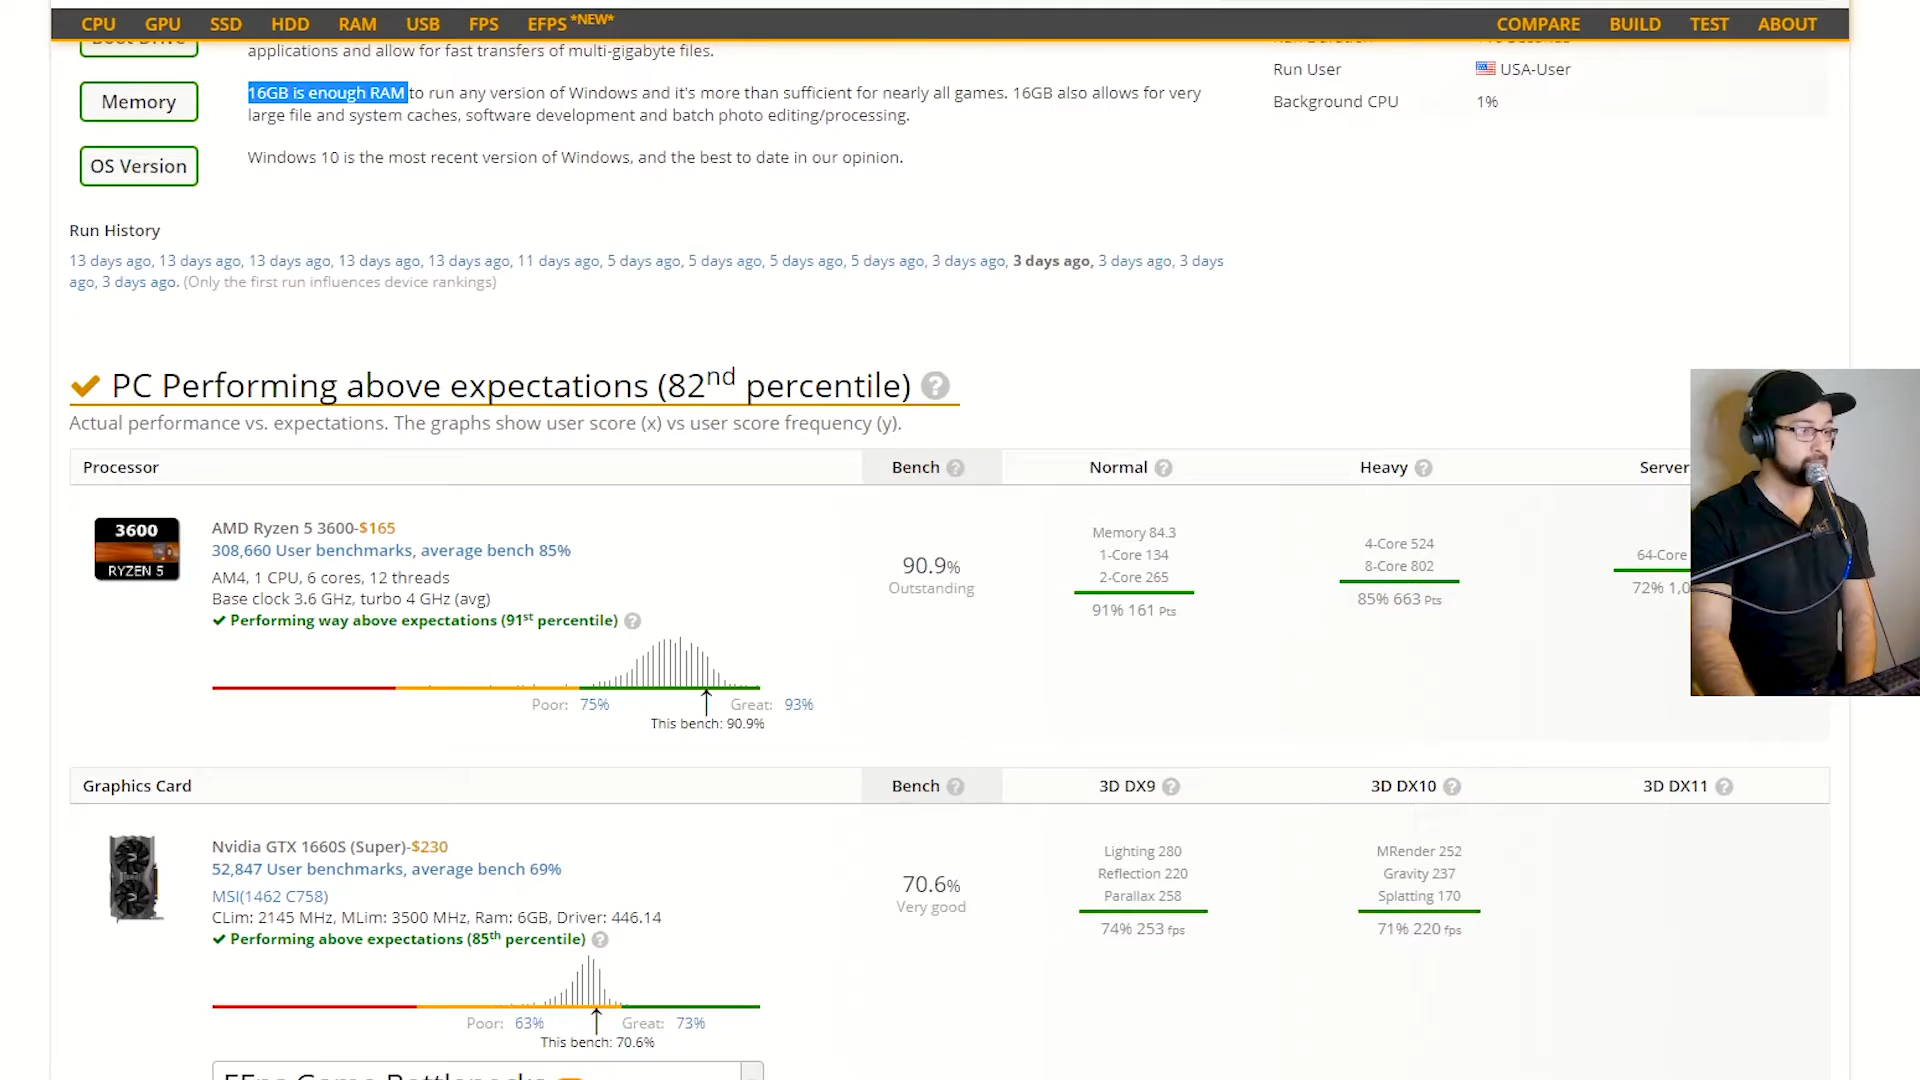 CPU GPU SSD HDD RAM USB FPS EFPS *NEW* COMPARE BUILD TEST ABOUT
applications and allow for fast transfers of multi-gigabyte files.
Run User USA-User
Memory
16GB is enough RAM to run any version of Windows and it's more than sufficient for nearly all games. 16GB also allows for very
large file and system caches, software development and batch photo editing/processing.
Background CPU 1%
OS Version
Windows 10 is the most recent version of Windows, and the best to date in our opinion.
Run History
13 days ago, 13 days ago, 13 days ago, 13 days ago, 13 days ago, 11 days ago, 5 days ago, 5 days ago, 5 days ago, 5 days ago, 3 days ago, 3 days ago, 3 days ago, 3 days
ago, 3 days ago. (Only the first run influences device rankings)
PC Performing above expectations (82nd percentile) ?
Actual performance vs. expectations. The graphs show user score (x) vs user score frequency (y).
Processor Bench ? Normal ? Heavy ? Server
3600
RYZEN 5
AMD Ryzen 5 3600-$165
308,660 User benchmarks, average bench 85%
AM4, 1 CPU, 6 cores, 12 threads
Base clock 3.6 GHz, turbo 4 GHz (avg)
Performing way above expectations (91st percentile) ?
Poor: 75% Great: 93%
This bench: 90.9%
90.9%
Outstanding
Memory 84.3
1-Core 134
2-Core 265
91% 161 Pts
4-Core 524
8-Core 802
85% 663 Pts
64-Core
72% 1,0
Graphics Card Bench ? 3D DX9 ? 3D DX10 ? 3D DX11 ?
Nvidia GTX 1660S (Super)-$230
52,847 User benchmarks, average bench 69%
MSI(1462 C758)
CLim: 2145 MHz, MLim: 3500 MHz, Ram: 6GB, Driver: 446.14
Performing above expectations (85th percentile) ?
Poor: 63% Great: 73%
This bench: 70.6%
70.6%
Very good
Lighting 280
Reflection 220
Parallax 258
74% 253 fps
MRender 252
Gravity 237
Splatting 170
71% 220 fps